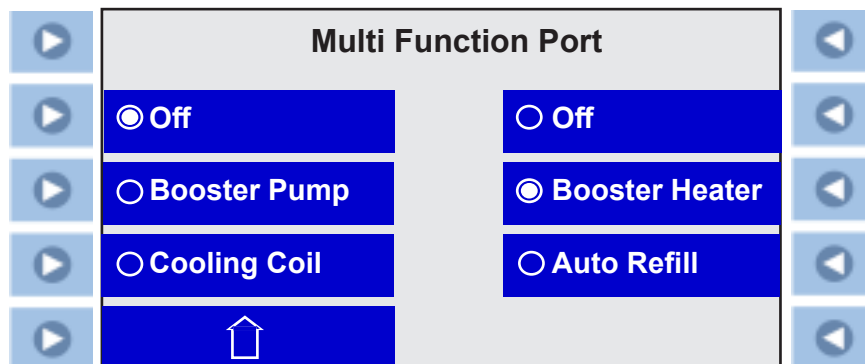 Multi Function Port
Off
Off
Booster Pump
Booster Heater
Cooling Coil
Auto Refill